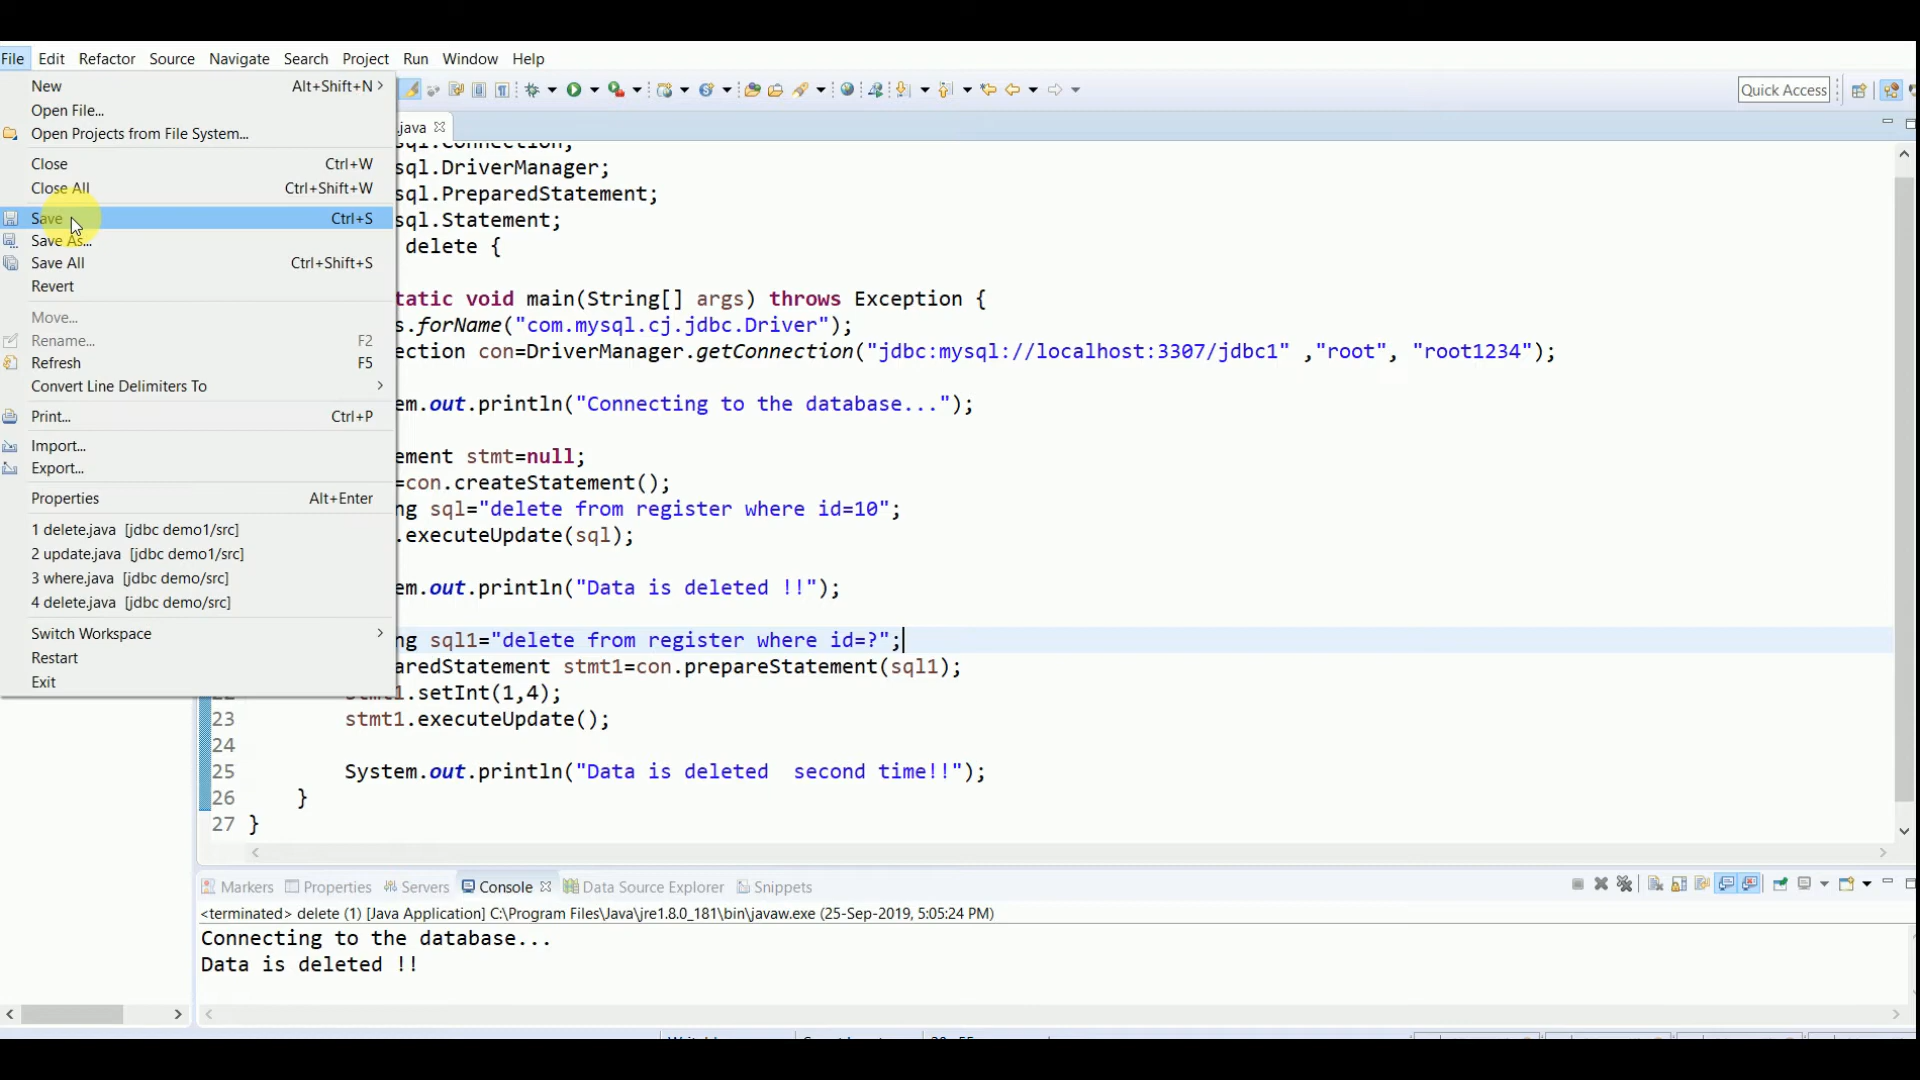 File Edit Refactor Source Navigate Search Project Run Window Help
New Alt+Shift+N
Open File...
Open Projects from File System...
Close Ctrl+W
Close All Ctrl+Shift+W
Save Ctrl+S
Save As...
Save All Ctrl+Shift+S
Revert
Move...
Rename... F2
Refresh F5
Convert Line Delimiters To
Print... Ctrl+P
Import...
Export...
Properties Alt+Enter
1 delete.java [jdbc demo1/src]
2 update.java [jdbc demo1/src]
3 where.java [jdbc demo/src]
4 delete.java [jdbc demo/src]
Switch Workspace
Restart
Exit
Quick Access
.java
sql.Connection;
sql.DriverManager;
sql.PreparedStatement;
sql.Statement;
delete {
tatic void main(String[] args) throws Exception {
s.forName("com.mysql.cj.jdbc.Driver");
ection con=DriverManager.getConnection("jdbc:mysql://localhost:3307/jdbc1" ,"root", "root1234");
em.out.println("Connecting to the database...");
ement stmt=null;
=con.createStatement();
ng sql="delete from register where id=10";
.executeUpdate(sql);
em.out.println("Data is deleted !!");
ng sql1="delete from register where id=?";
aredStatement stmt1=con.prepareStatement(sql1);
stmt1.setInt(1,4);
23 stmt1.executeUpdate();
24
25 System.out.println("Data is deleted  second time!!");
26 }
27 }
Markers Properties Servers Console Data Source Explorer Snippets
<terminated> delete (1) [Java Application] C:\Program Files\Java\jre1.8.0_181\bin\javaw.exe (25-Sep-2019, 5:05:24 PM)
Connecting to the database...
Data is deleted !!